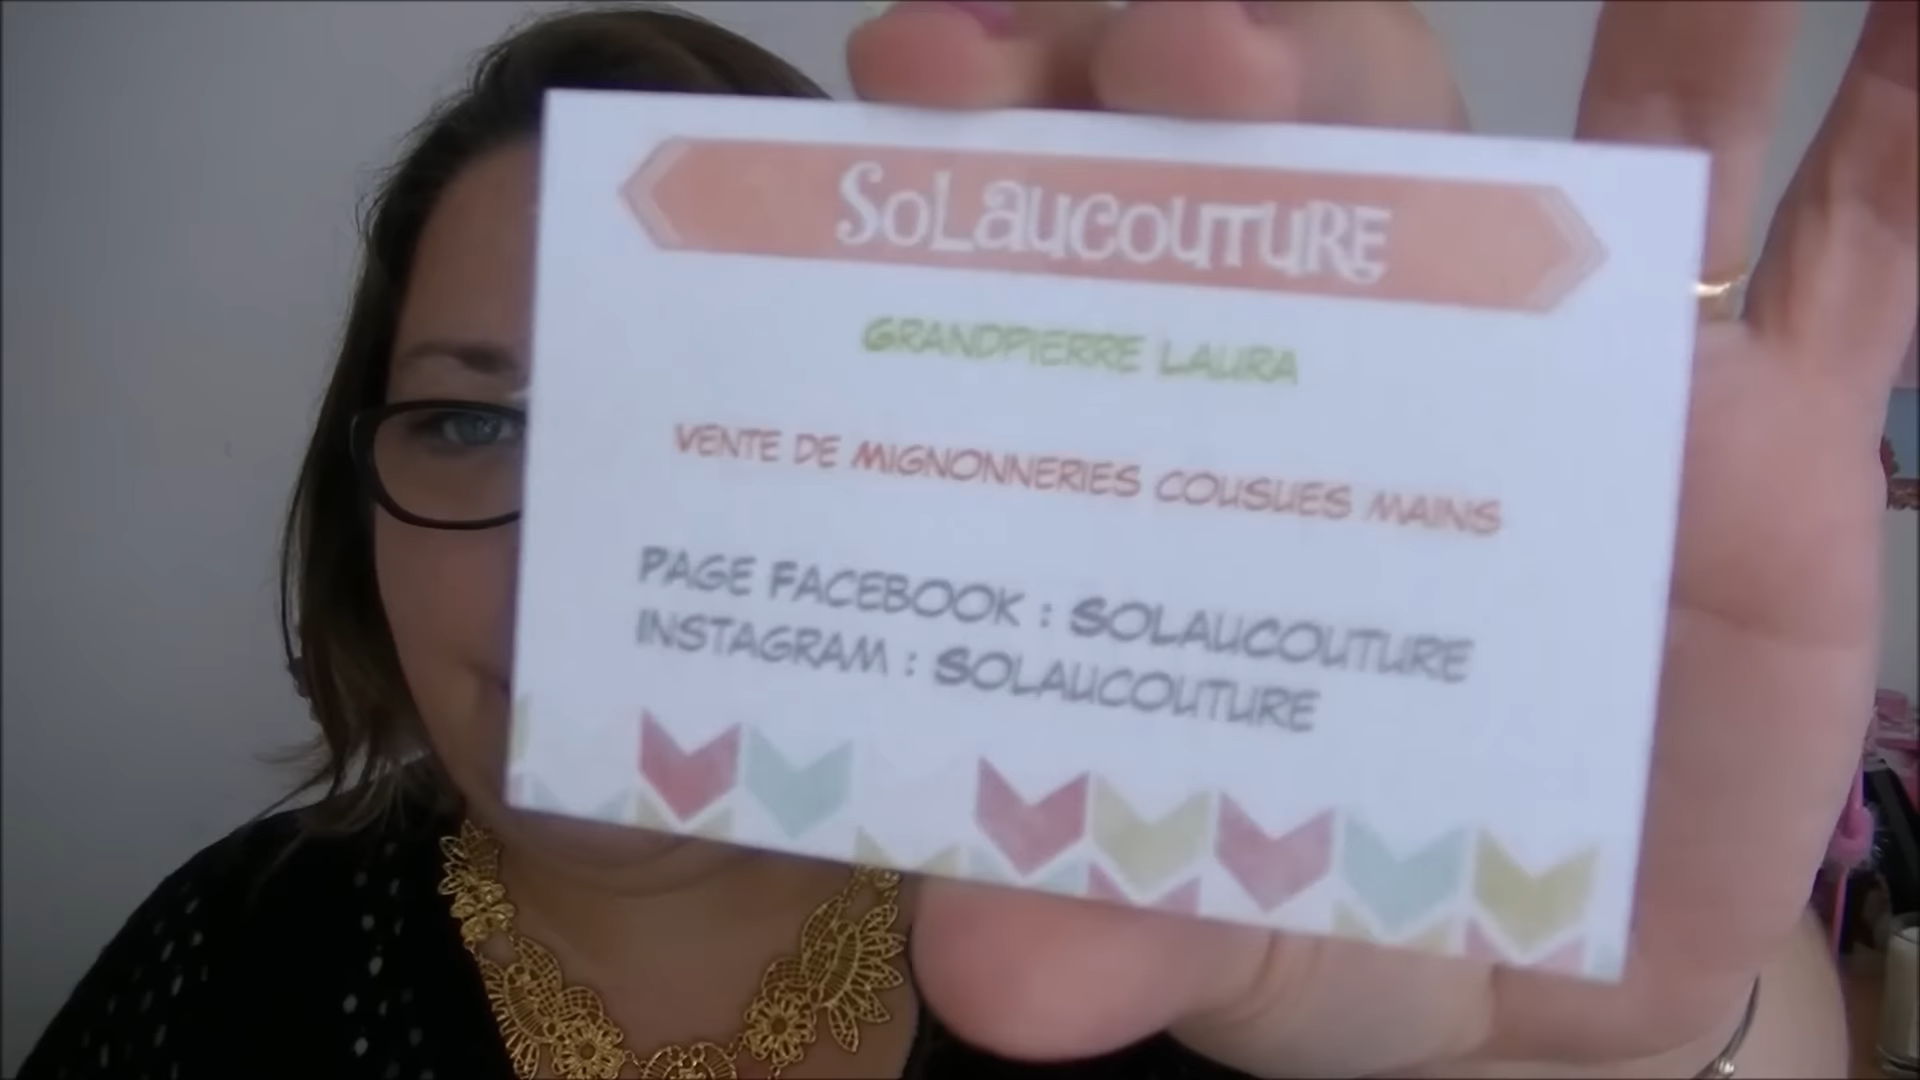 SOLaUCOUTURE
GRANDPIERRE LAURA
VENTE DE MIGNONNERIES COUSUES MAINS
PAGE FACEBOOK : SOLAUCOUTURE
INSTAGRAM : SOLAUCOUTURE